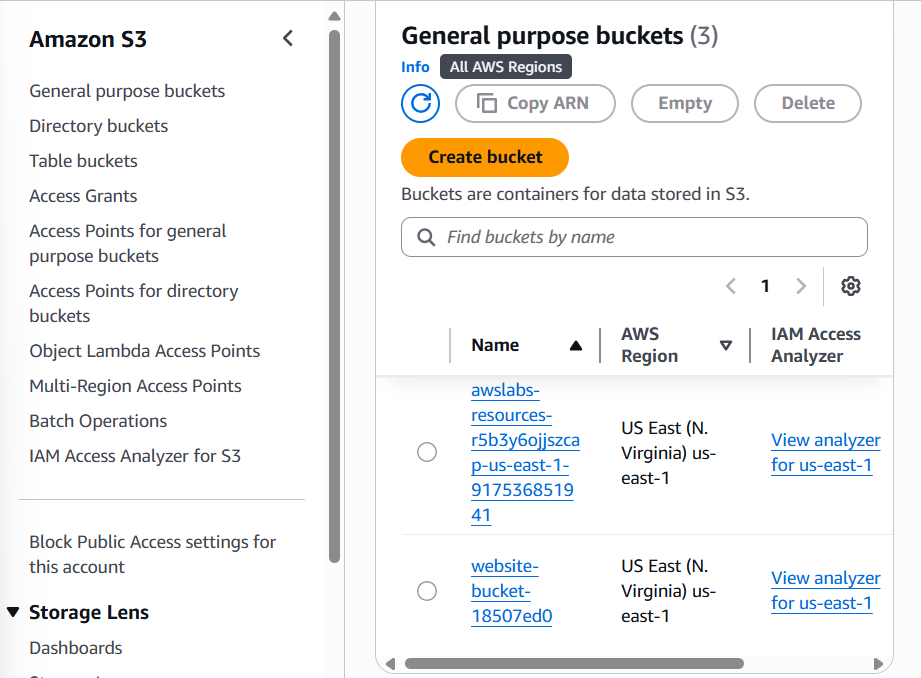 Amazon S3
General purpose buckets
Directory buckets
Table buckets
Access Grants
Access Points for general
purpose buckets
Access Points for directory
buckets
Object Lambda Access Points
Multi-Region Access Points
Batch Operations
IAM Access Analyzer for S3
Block Public Access settings for
this account
Storage Lens
Dashboards
General purpose buckets (3)
Info
All AWS Regions
Copy ARN
Empty
Delete
Create bucket
Buckets are containers for data stored in S3.
Find buckets by name
1
Name
AWS
Region
IAM Access
Analyzer
awslabs-
resources-
r5b3y6ojjszca
p-us-east-1-
9175368519
41
US East (N.
Virginia) us-
east-1
View analyzer
for us-east-1
website-
bucket-
18507ed0
US East (N.
Virginia) us-
east-1
View analyzer
for us-east-1